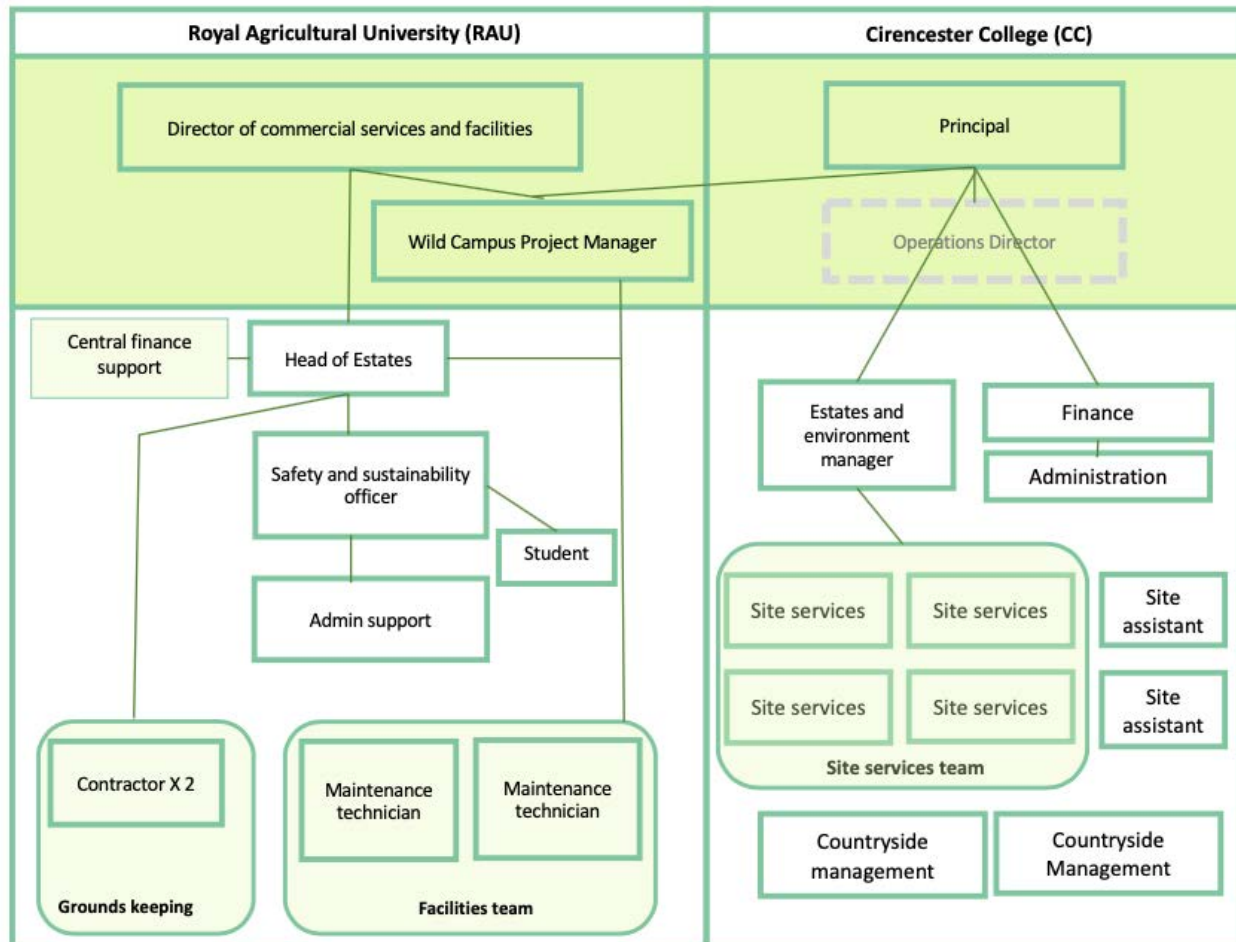 Royal Agricultural University (RAU)
Cirencester College (CC)
Director of commercial services and facilities
Principal
Wild Campus Project Manager
Operations Director
Central finance
support
Head of Estates
Estates and
environment
manager
Finance
Administration
Safety and sustainability
officer
Student
Admin support
Site services
Site services
Site
assistant
Site services
Site services
Site
assistant
Site services team
Contractor X 2
Maintenance
technician
Maintenance
technician
Grounds keeping
Facilities team
Countryside
management
Countryside
Management